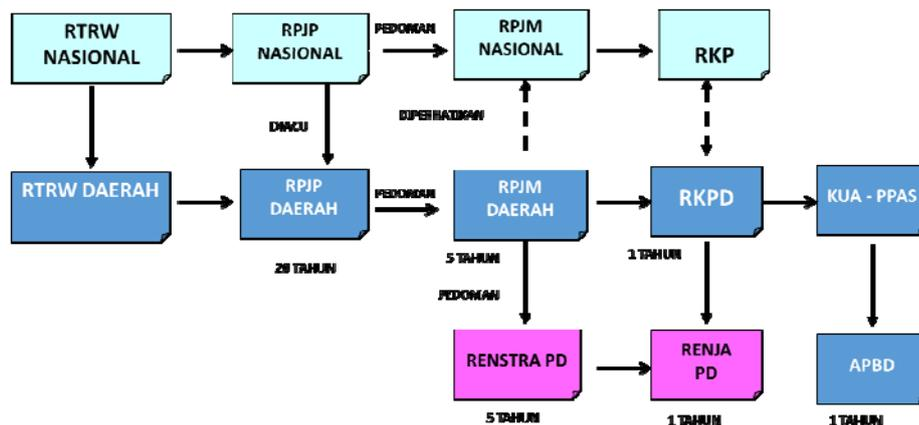 RTRW
NASIONAL
RPJP
NASIONAL
PEDOMAN
RPJM
NASIONAL
RKP
DIACU
DIPERHATIKAN
RTRW DAERAH
RPJP
DAERAH
PEDOMAN
RPJM
DAERAH
RKPD
KUA - PPAS
20 TAHUN
5 TAHUN
1 TAHUN
PEDOMAN
RENSTRA PD
RENJA
PD
APBD
5 TAHUN
1 TAHUN
1 TAHUN